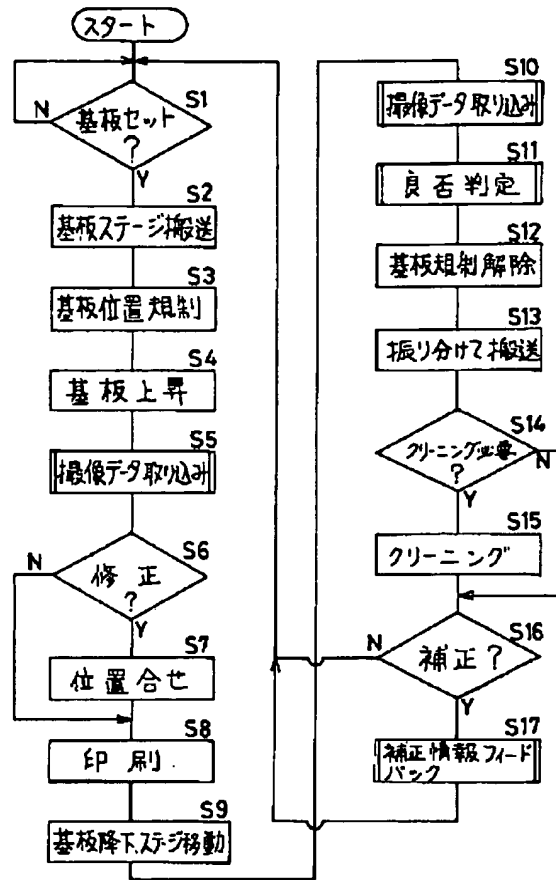 スタート
S1
基板セット
?
N
Y
S2
基板ステージ搬送
S3
基板位置規制
S4
基板上昇
S5
撮像データ取り込み
S6
修正
?
N
Y
S7
位置合せ
S8
印刷
S9
基板降下、ステージ移動
S10
撮像データ取り込み
S11
良否判定
S12
基板規制解除
S13
振り分けて搬送
S14
クリーニング必要
?
N
Y
S15
クリーニング
S16
補正?
N
Y
S17
補正情報フィード
バック